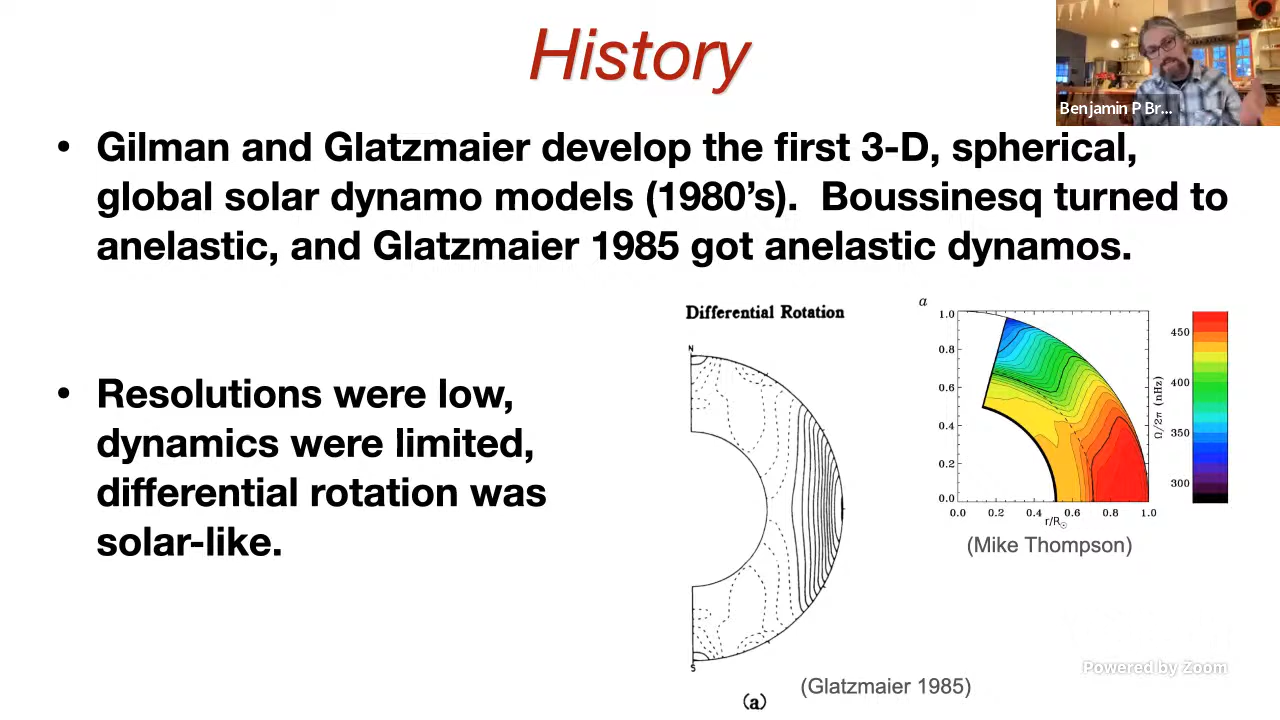 History
Benjamin P Br...
• Gilman and Glatzmaier develop the first 3-D, spherical,
global solar dynamo models (1980’s).  Boussinesq turned to
anelastic, and Glatzmaier 1985 got anelastic dynamos.
• Resolutions were low,
dynamics were limited,
differential rotation was
solar-like.
Differential Rotation
N
S
(a)
(Glatzmaier 1985)
a
1.0
0.8
0.6
0.4
0.2
0.0
0.0 0.2 0.4 0.6 0.8 1.0
r/R☉
450
400
350
300
Ω/2π (nHz)
(Mike Thompson)
Powered by Zoom